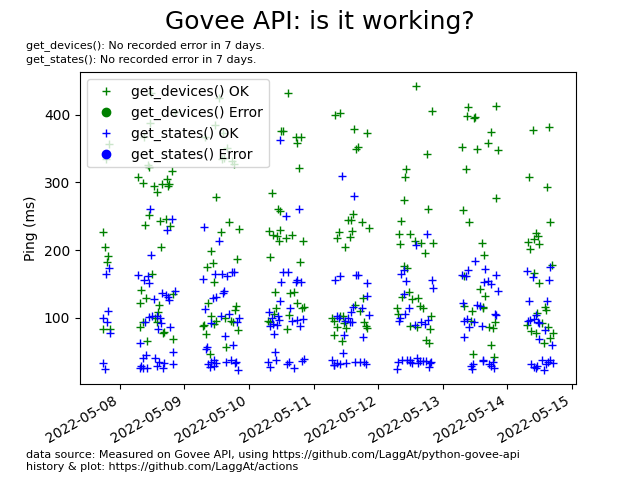 Govee API: is it working?
get_devices(): No recorded error in 7 days.
get_states(): No recorded error in 7 days.
get_devices() OK
get_devices() Error
get_states() OK
get_states() Error
Ping (ms)
400
300
200
100
2022-05-08
2022-05-09
2022-05-10
2022-05-11
2022-05-12
2022-05-13
2022-05-14
2022-05-15
data source: Measured on Govee API, using https://github.com/LaggAt/python-govee-api
history & plot: https://github.com/LaggAt/actions